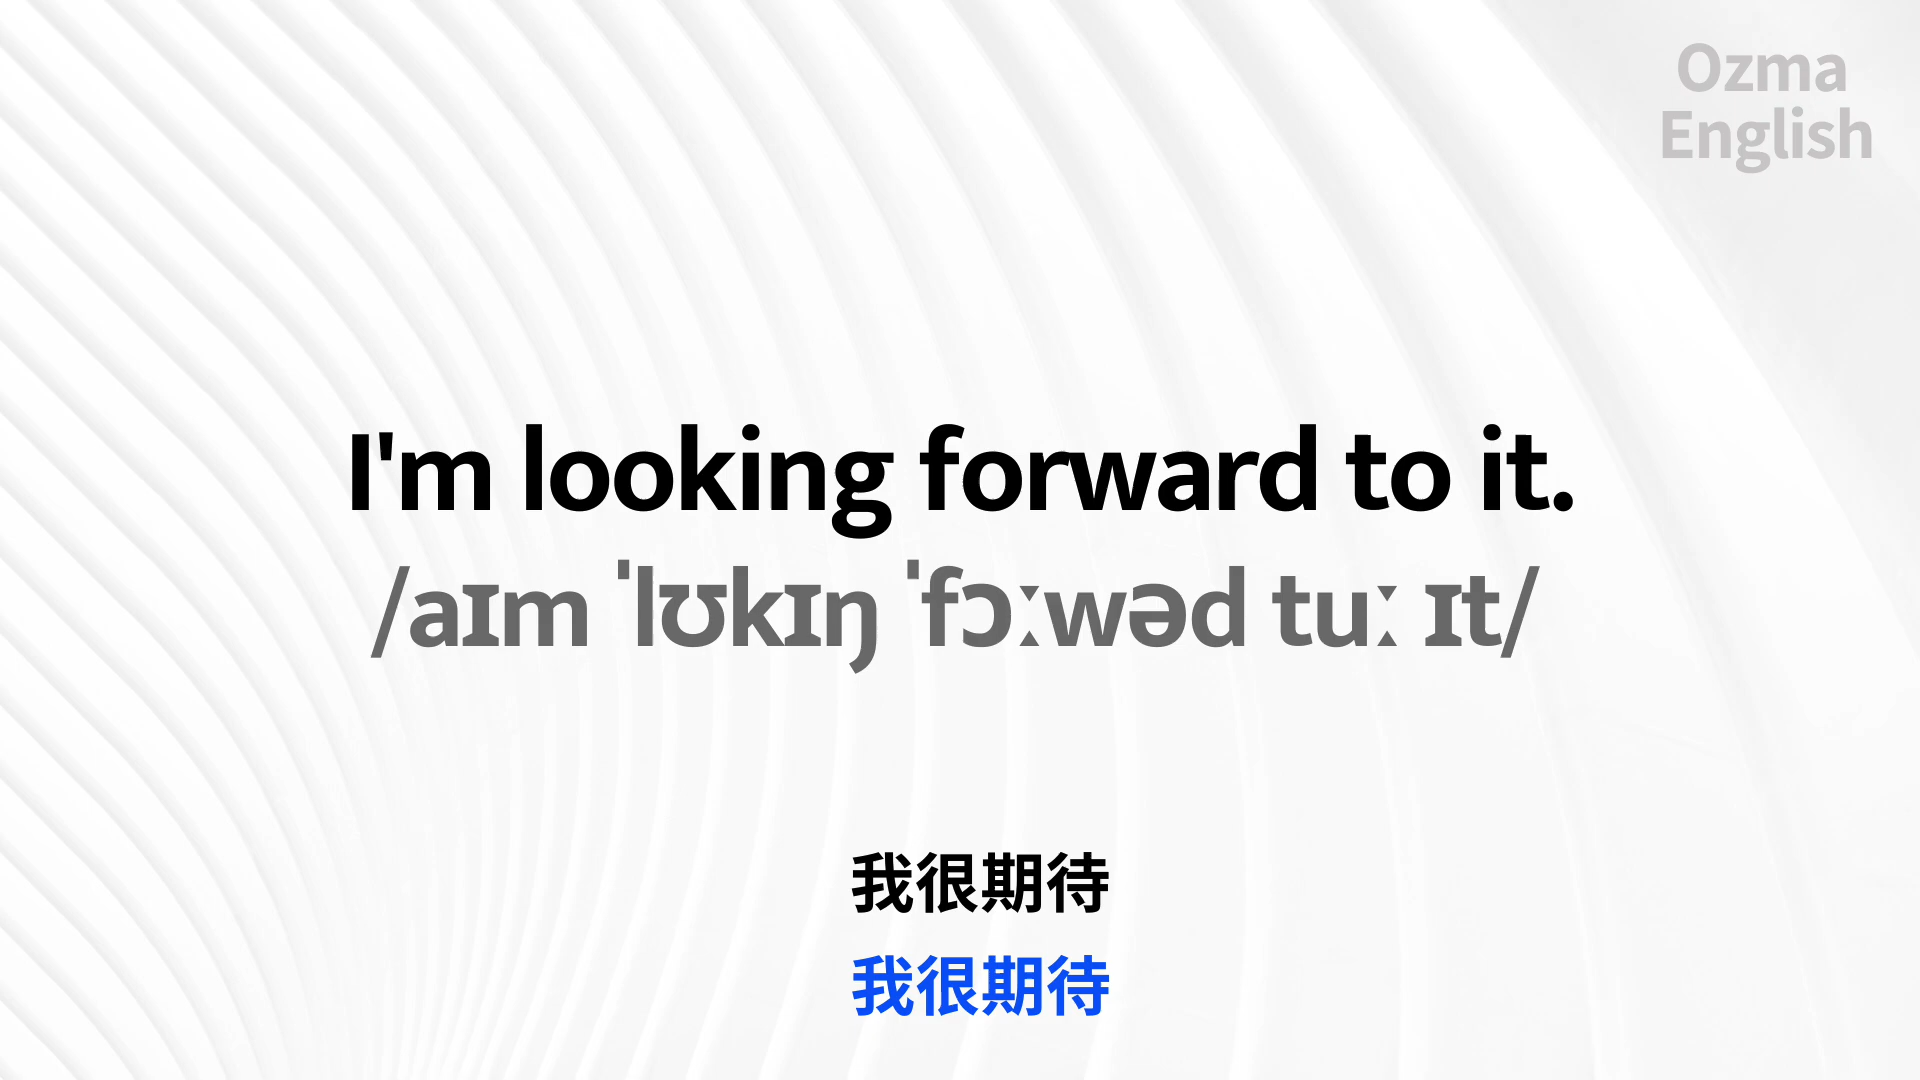 Ozma
English
I'm looking forward to it.
/aɪm ˈlʊkɪŋ ˈfɔːwəd tuː ɪt/
我很期待
我很期待